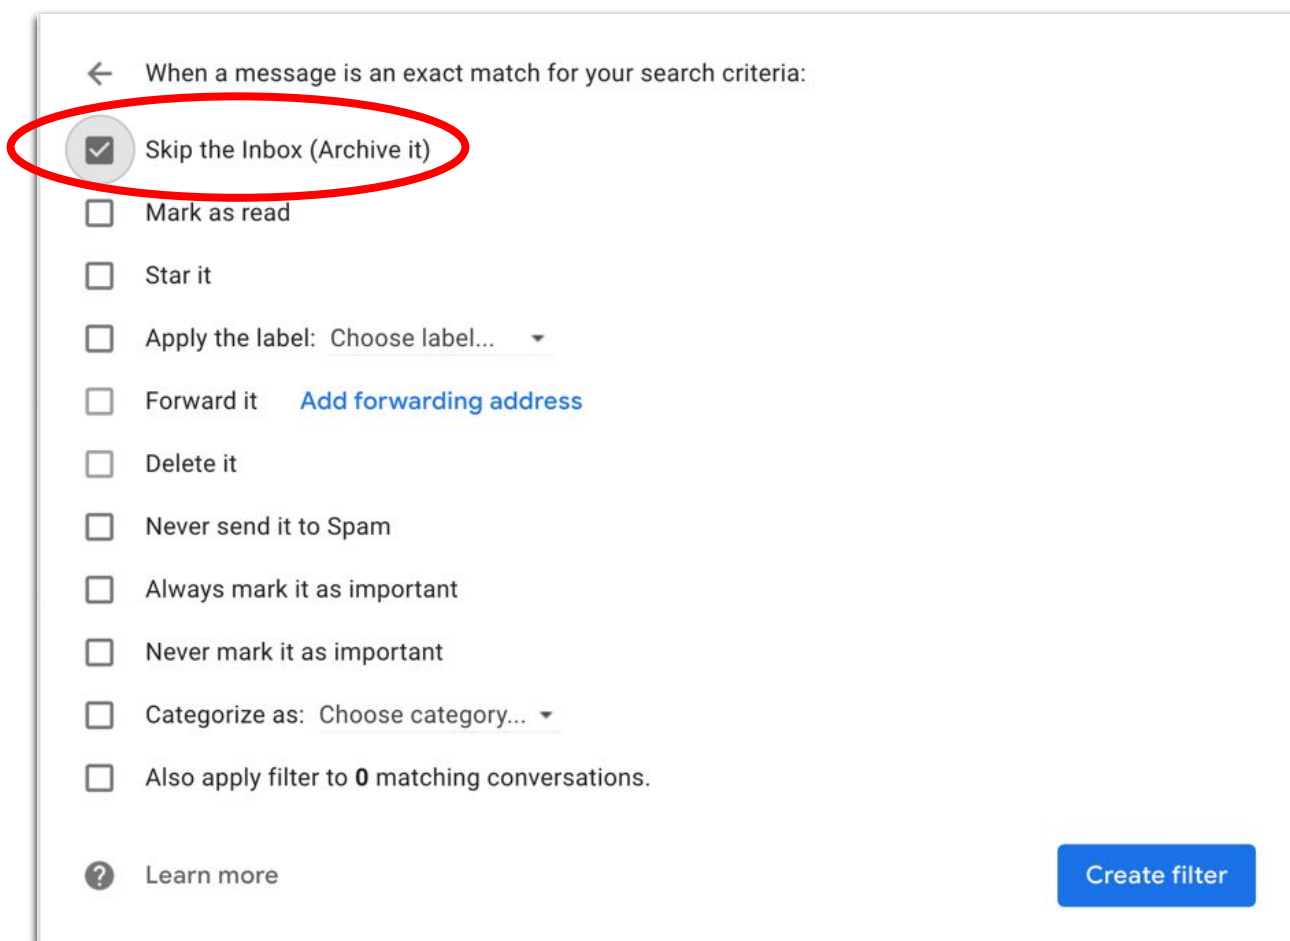 When a message is an exact match for your search criteria:
Skip the Inbox (Archive it)
Mark as read
Star it
Apply the label: Choose label...
Forward it Add forwarding address
Delete it
Never send it to Spam
Always mark it as important
Never mark it as important
Categorize as: Choose category...
Also apply filter to 0 matching conversations.
? Learn more Create filter